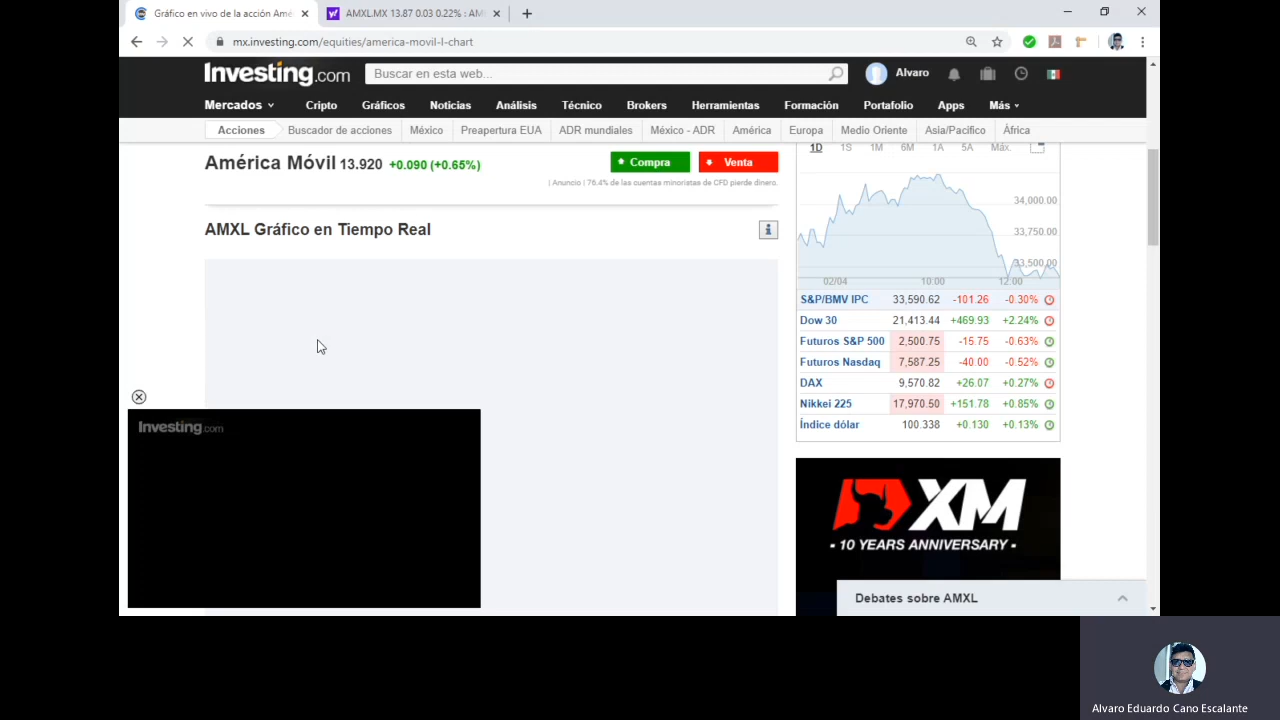 Gráfico en vivo de la acción Amé
AMXL.MX 13.87 0.03 0.22% : AM
mx.investing.com/equities/america-movil-l-chart
Investing.com
Buscar en esta web...
Alvaro
Mercados
Cripto
Gráficos
Noticias
Análisis
Técnico
Brokers
Herramientas
Formación
Portafolio
Apps
Más
Acciones
Buscador de acciones
México
Preapertura EUA
ADR mundiales
México - ADR
América
Europa
Medio Oriente
Asia/Pacífico
África
América Móvil 13.920 +0.090 (+0.65%)
Compra
Venta
| Anuncio | 76.4% de las cuentas minoristas de CFD pierde dinero.
AMXL Gráfico en Tiempo Real
Investing.com
1D 1S 1M 6M 1A 5A Máx.
34,000.00
33,750.00
33,500.00
02/04 10:00 12:00
S&P/BMV IPC 33,590.62 -101.26 -0.30%
Dow 30 21,413.44 +469.93 +2.24%
Futuros S&P 500 2,500.75 -15.75 -0.63%
Futuros Nasdaq 7,587.25 -40.00 -0.52%
DAX 9,570.82 +26.07 +0.27%
Nikkei 225 17,970.50 +151.78 +0.85%
Índice dólar 100.338 +0.130 +0.13%
XM
- 10 YEARS ANNIVERSARY -
Debates sobre AMXL
Alvaro Eduardo Cano Escalante